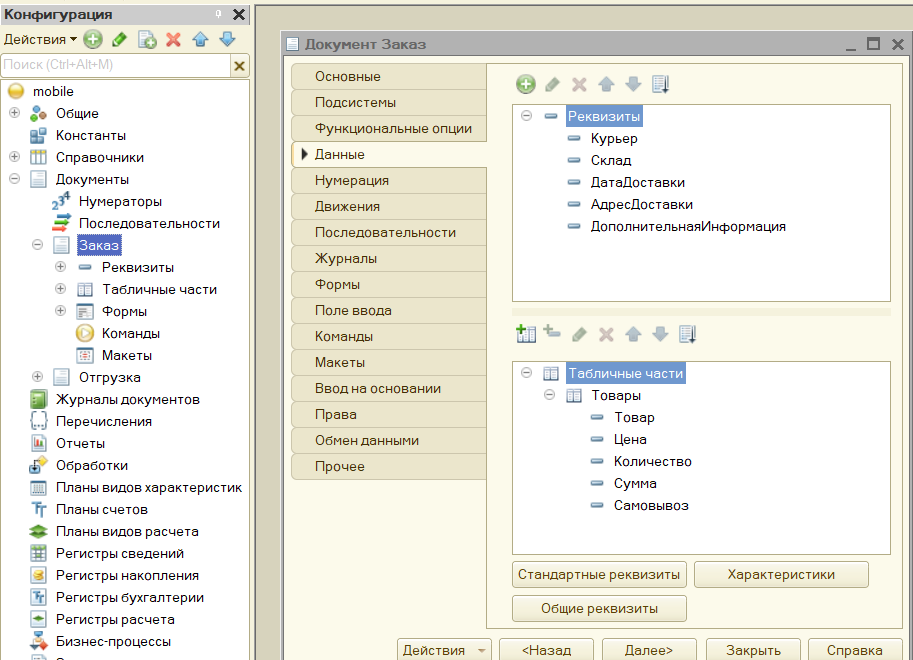 Конфигурация
Действия
Поиск (Ctrl+Alt+M)
mobile
Общие
Константы
Справочники
Документы
Нумераторы
Последовательности
Заказ
Реквизиты
Табличные части
Формы
Команды
Макеты
Отгрузка
Журналы документов
Перечисления
Отчеты
Обработки
Планы видов характеристик
Планы счетов
Планы видов расчета
Регистры сведений
Регистры накопления
Регистры бухгалтерии
Регистры расчета
Бизнес-процессы
Документ Заказ
Основные
Подсистемы
Функциональные опции
Данные
Нумерация
Движения
Последовательности
Журналы
Формы
Поле ввода
Команды
Макеты
Ввод на основании
Права
Обмен данными
Прочее
Реквизиты
Курьер
Склад
ДатаДоставки
АдресДоставки
ДополнительнаяИнформация
Табличные части
Товары
Товар
Цена
Количество
Сумма
Самовывоз
Стандартные реквизиты
Характеристики
Общие реквизиты
Действия
<Назад
Далее>
Закрыть
Справка